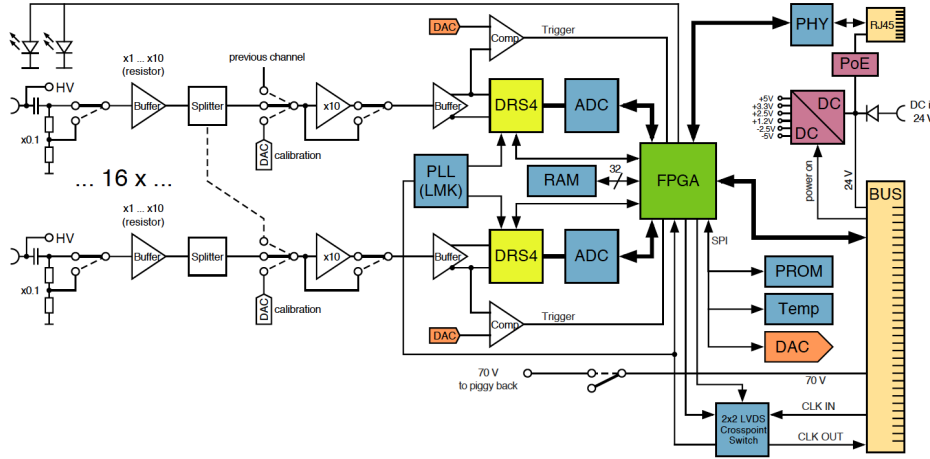 DAC
Comp
Trigger
PHY
RJ45
PoE
x1 ... x10
(resistor)
previous channel
HV
Buffer
Splitter
x10
Buffer
DRS4
ADC
+5V
+3.3V
+2.5V
+1.2V
-2.5V
-5V
DC
DC
DC i
24 V
x0.1
DAC
calibration
... 16 x ...
PLL
(LMK)
RAM
32
FPGA
power on
24 V
BUS
x1 ... x10
(resistor)
HV
Buffer
Splitter
x10
Buffer
DRS4
ADC
SPI
PROM
x0.1
DAC
calibration
Comp
Trigger
DAC
Temp
DAC
70 V
to piggy back
70 V
2x2 LVDS
Crosspoint
Switch
CLK IN
CLK OUT